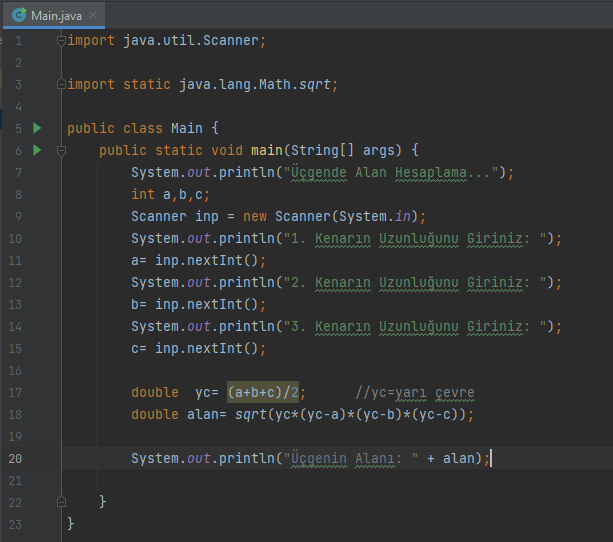 Main.java
1 import java.util.Scanner;
2
3 import static java.lang.Math.sqrt;
4
5 public class Main {
6 public static void main(String[] args) {
7 System.out.println("Üçgende Alan Hesaplama...");
8 int a,b,c;
9 Scanner inp = new Scanner(System.in);
10 System.out.println("1. Kenarın Uzunluğunu Giriniz: ");
11 a= inp.nextInt();
12 System.out.println("2. Kenarın Uzunluğunu Giriniz: ");
13 b= inp.nextInt();
14 System.out.println("3. Kenarın Uzunluğunu Giriniz: ");
15 c= inp.nextInt();
16
17 double  yc= (a+b+c)/2;      //yc=yarı çevre
18 double alan= sqrt(yc*(yc-a)*(yc-b)*(yc-c));
19
20 System.out.println("Üçgenin Alanı: " + alan);
21
22 }
23 }